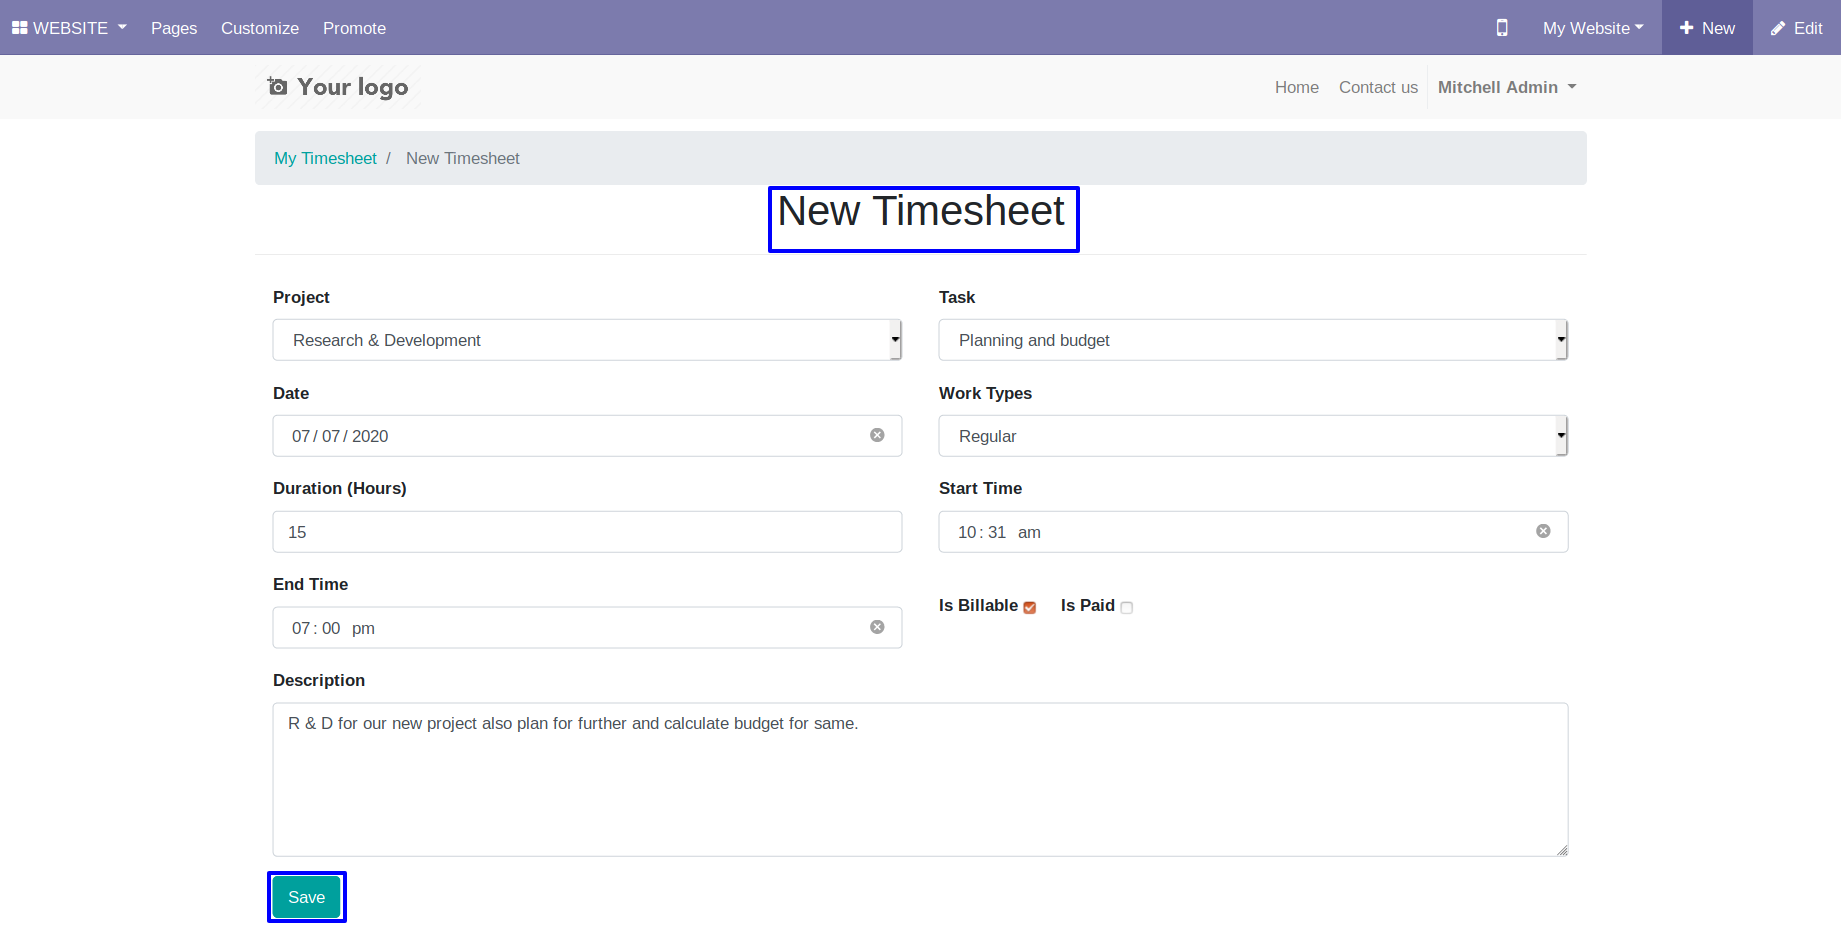 WEBSITE Pages Customize Promote My Website New Edit
Your logo Home Contact us Mitchell Admin
My Timesheet / New Timesheet
New Timesheet
Project Task
Research & Development Planning and budget
Date Work Types
07/ 07/ 2020 Regular
Duration (Hours) Start Time
15 10: 31 am
End Time
Is Billable Is Paid
07: 00 pm
Description
R & D for our new project also plan for further and calculate budget for same.
Save